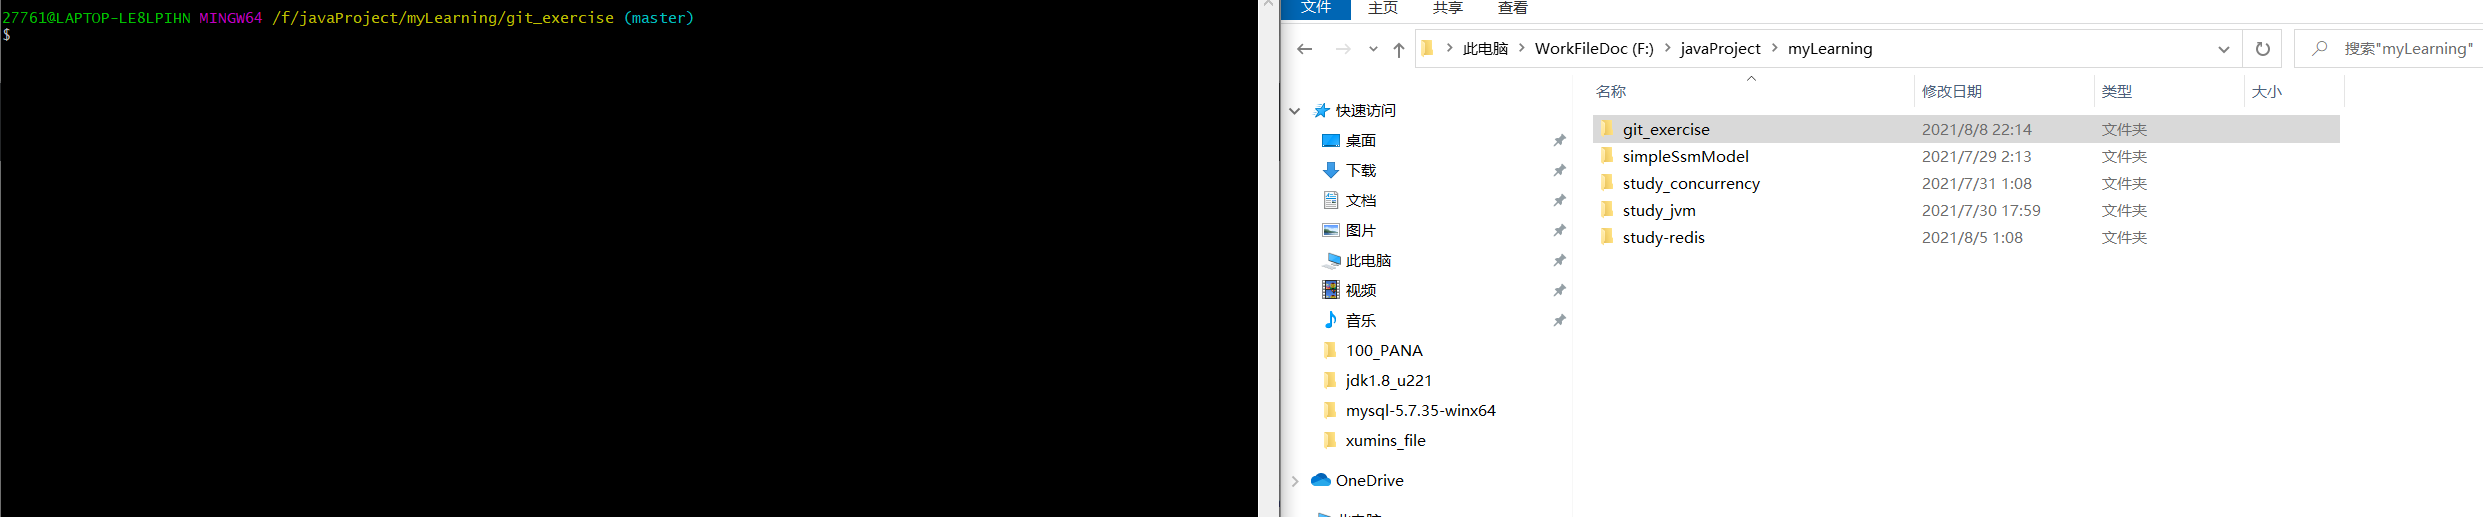 27761@LAPTOP-LE8LPIHN MINGW64 /f/javaProject/myLearning/git_exercise (master)
$
文件 主页 共享 查看
此电脑 WorkFileDoc (F:) javaProject myLearning 搜索"myLearning"
名称 修改日期 类型 大小
快速访问
桌面
下载
文档
图片
此电脑
视频
音乐
100_PANA
jdk1.8_u221
mysql-5.7.35-winx64
xumins_file
OneDrive
此电脑
git_exercise 2021/8/8 22:14 文件夹
simpleSsmModel 2021/7/29 2:13 文件夹
study_concurrency 2021/7/31 1:08 文件夹
study_jvm 2021/7/30 17:59 文件夹
study-redis 2021/8/5 1:08 文件夹